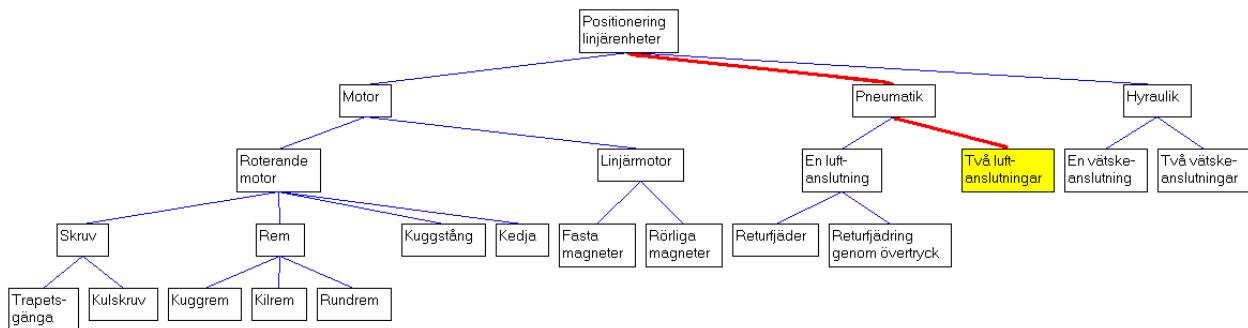 Positionering
linjärenheter
Motor
Pneumatik
Hyraulik
Roterande
motor
Linjärmotor
En luft-
anslutning
Två luft-
anslutningar
En vätske-
anslutning
Två vätske-
anslutningar
Skruv
Rem
Kuggstång
Kedja
Fasta
magneter
Rörliga
magneter
Returfjäder
Returfjädring
genom övertryck
Trapets-
gänga
Kulskruv
Kuggrem
Kilrem
Rundrem